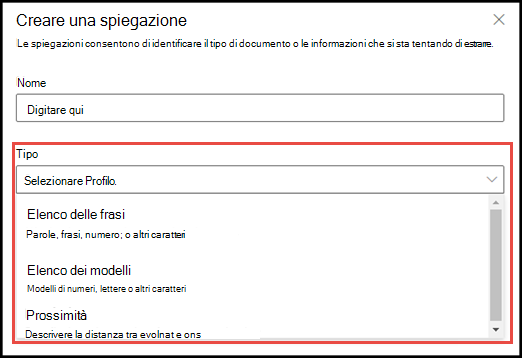 Creare una spiegazione
Le spiegazioni consentono di identificare il tipo di documento o le informazioni che si sta tentando di estrarre.
Nome
Digitare qui
Tipo
Selezionare Profilo.
Elenco delle frasi
Parole, frasi, numero; o altri caratteri
Elenco dei modelli
Modelli di numeri, lettere o altri caratteri
Prossimità
Descrivere la distanza tra evolnat e ons